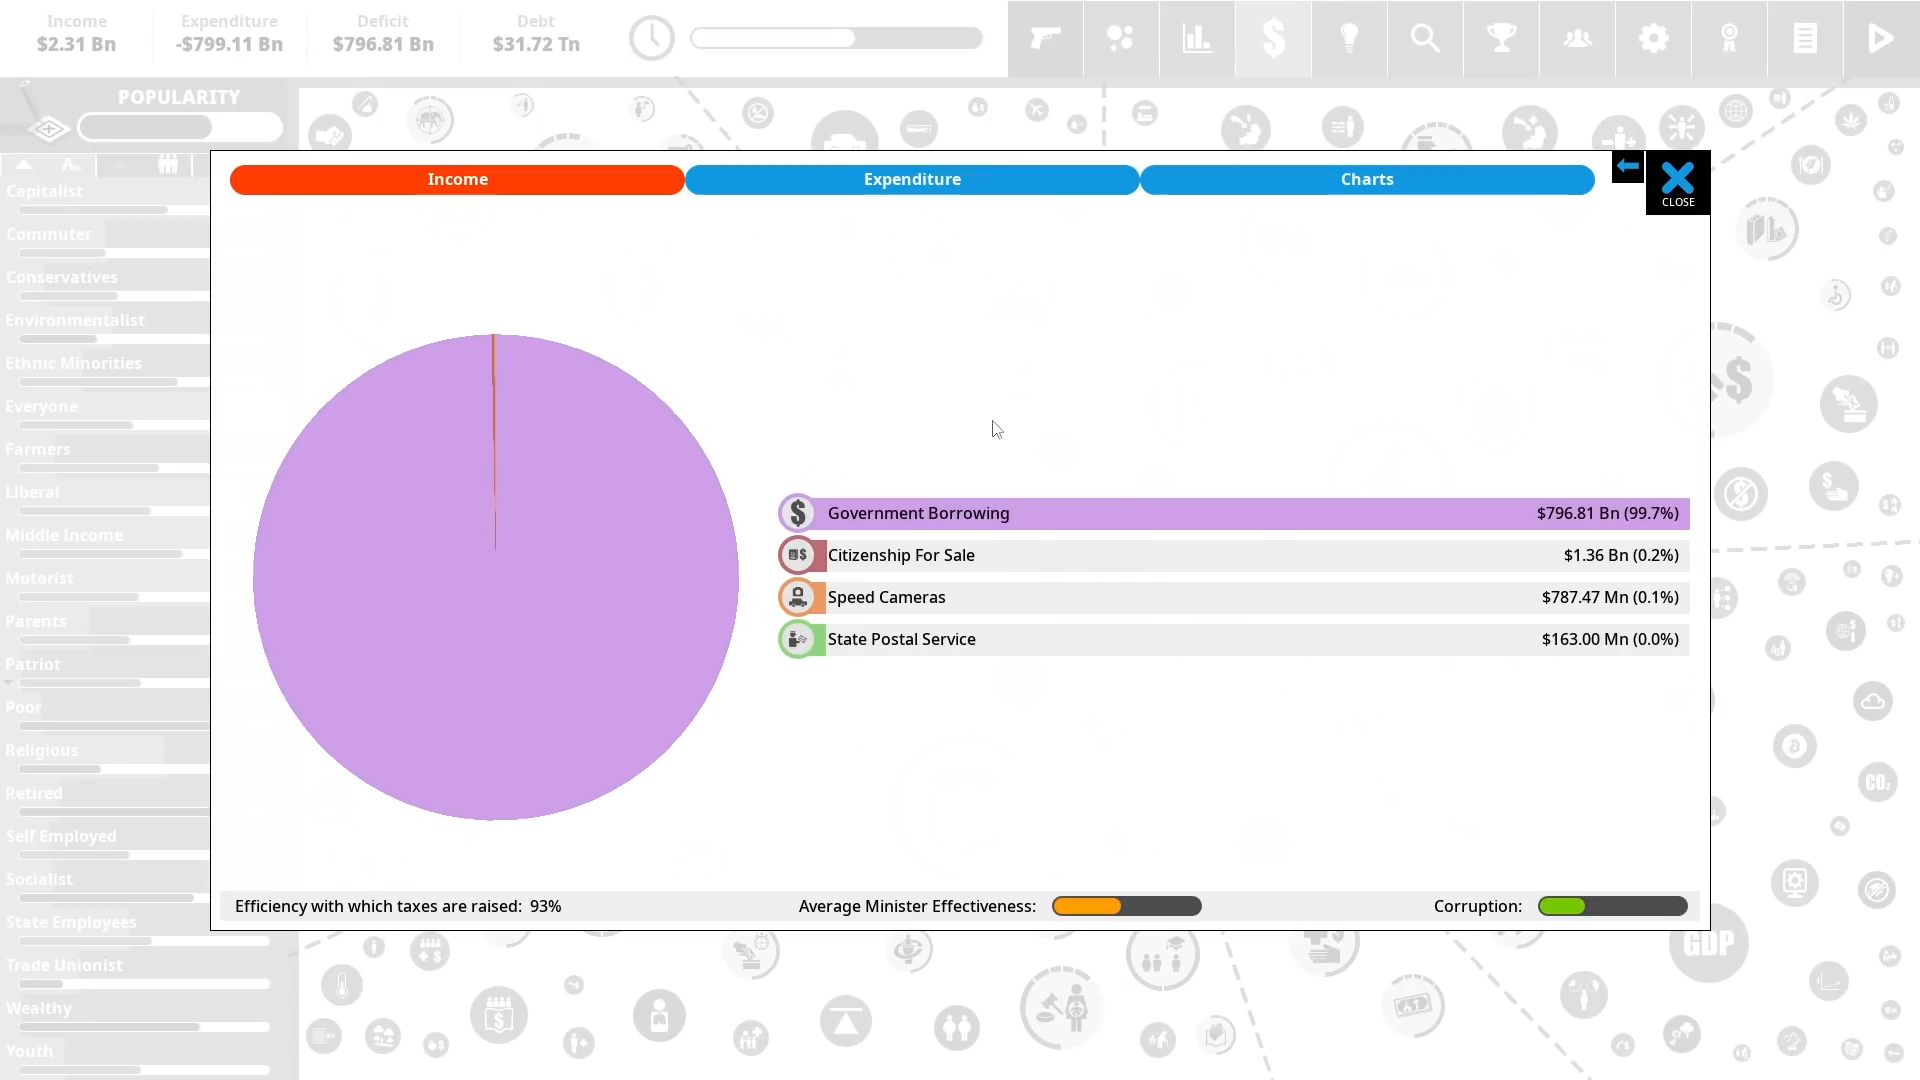 Income Expenditure Deficit Debt
$2.31 Bn -$799.11 Bn $796.81 Bn $31.72 Tn
POPULARITY
Capitalist
Commuter
Conservatives
Environmentalist
Ethnic Minorities
Everyone
Farmers
Liberal
Middle Income
Motorist
Parents
Patriot
Poor
Religious
Retired
Self Employed
Socialist
State Employees
Trade Unionist
Wealthy
Youth
Income Expenditure Charts
CLOSE
Government Borrowing $796.81 Bn (99.7%)
Citizenship For Sale $1.36 Bn (0.2%)
Speed Cameras $787.47 Mn (0.1%)
State Postal Service $163.00 Mn (0.0%)
Efficiency with which taxes are raised: 93% Average Minister Effectiveness: Corruption:
CO₂
GDP